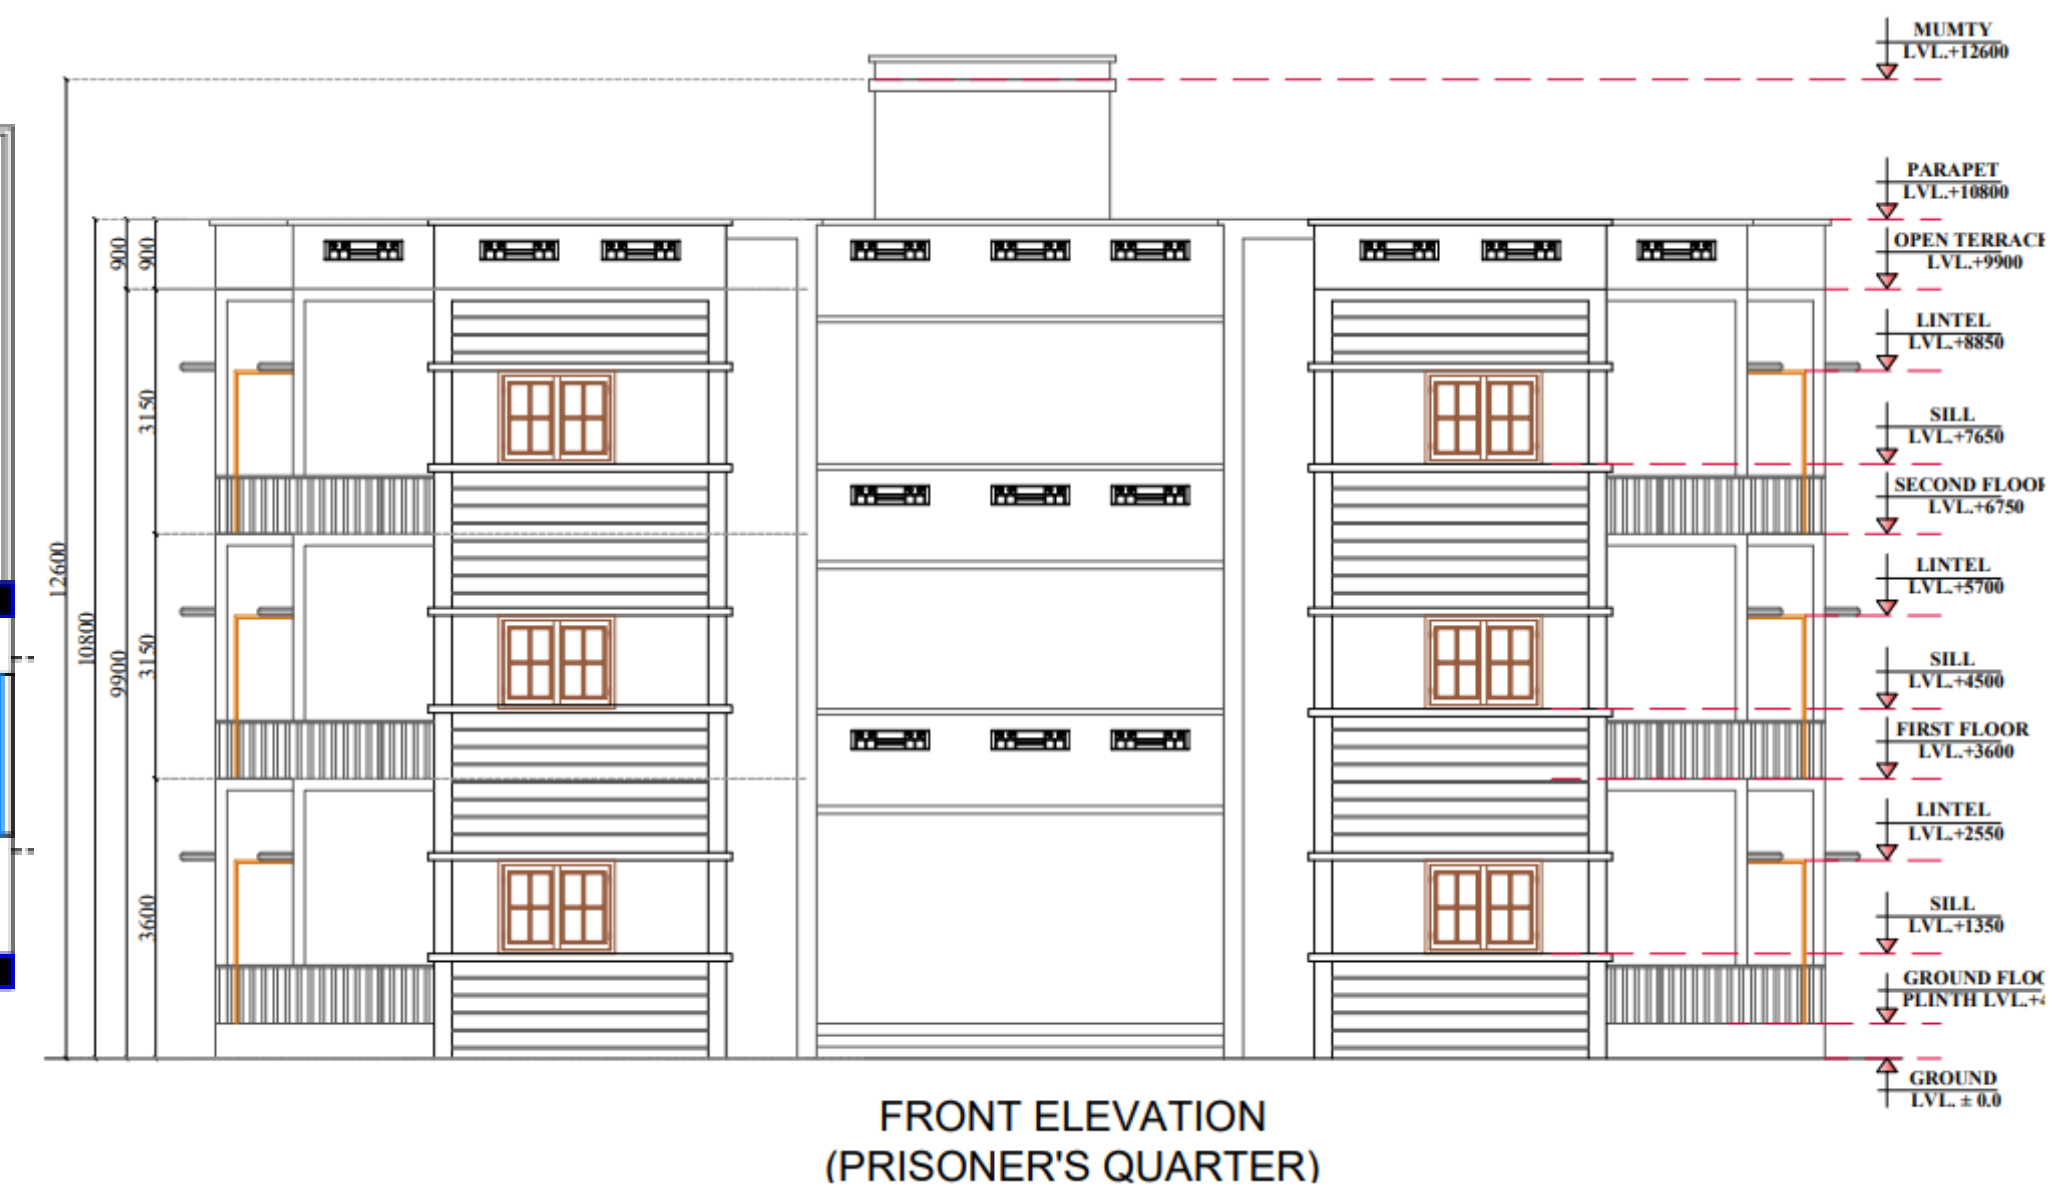 MUMTY
LVL.+12600
PARAPET
LVL.+10800
OPEN TERRACE
LVL.+9900
LINTEL
LVL.+8850
SILL
LVL.+7650
SECOND FLOOR
LVL.+6750
LINTEL
LVL.+5700
SILL
LVL.+4500
FIRST FLOOR
LVL.+3600
LINTEL
LVL.+2550
SILL
LVL.+1350
GROUND
PLINTH LVL.+
GROUND
LVL. ± 0.0
900
900
3150
12600
10800
9900
3150
3600
FRONT ELEVATION
(PRISONER'S QUARTER)